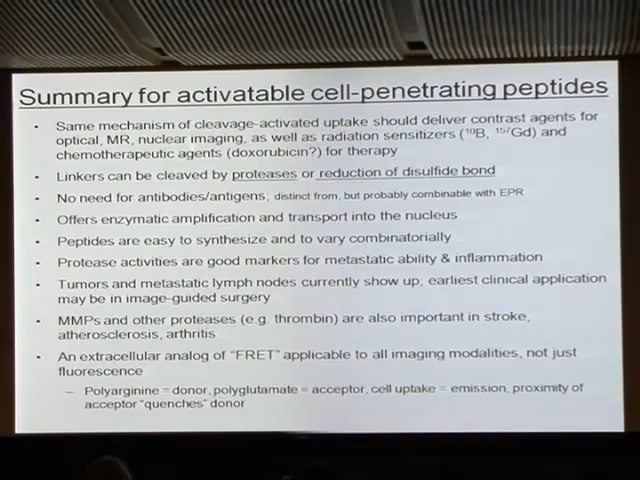 Summary for activatable cell-penetrating peptides
• Same mechanism of cleavage-activated uptake should deliver contrast agents for
optical, MR, nuclear imaging, as well as radiation sensitizers (¹⁰B, ¹⁵⁷Gd) and
chemotherapeutic agents (doxorubicin?) for therapy
• Linkers can be cleaved by proteases or reduction of disulfide bond
• No need for antibodies/antigens; distinct from, but probably combinable with EPR
• Offers enzymatic amplification and transport into the nucleus
• Peptides are easy to synthesize and to vary combinatorially
• Protease activities are good markers for metastatic ability & inflammation
• Tumors and metastatic lymph nodes currently show up, earliest clinical application
may be in image-guided surgery
• MMPs and other proteases (e.g. thrombin) are also important in stroke,
atherosclerosis, arthritis
• An extracellular analog of "FRET" applicable to all imaging modalities, not just
fluorescence
– Polyarginine = donor, polyglutamate = acceptor, cell uptake = emission, proximity of
acceptor "quenches" donor